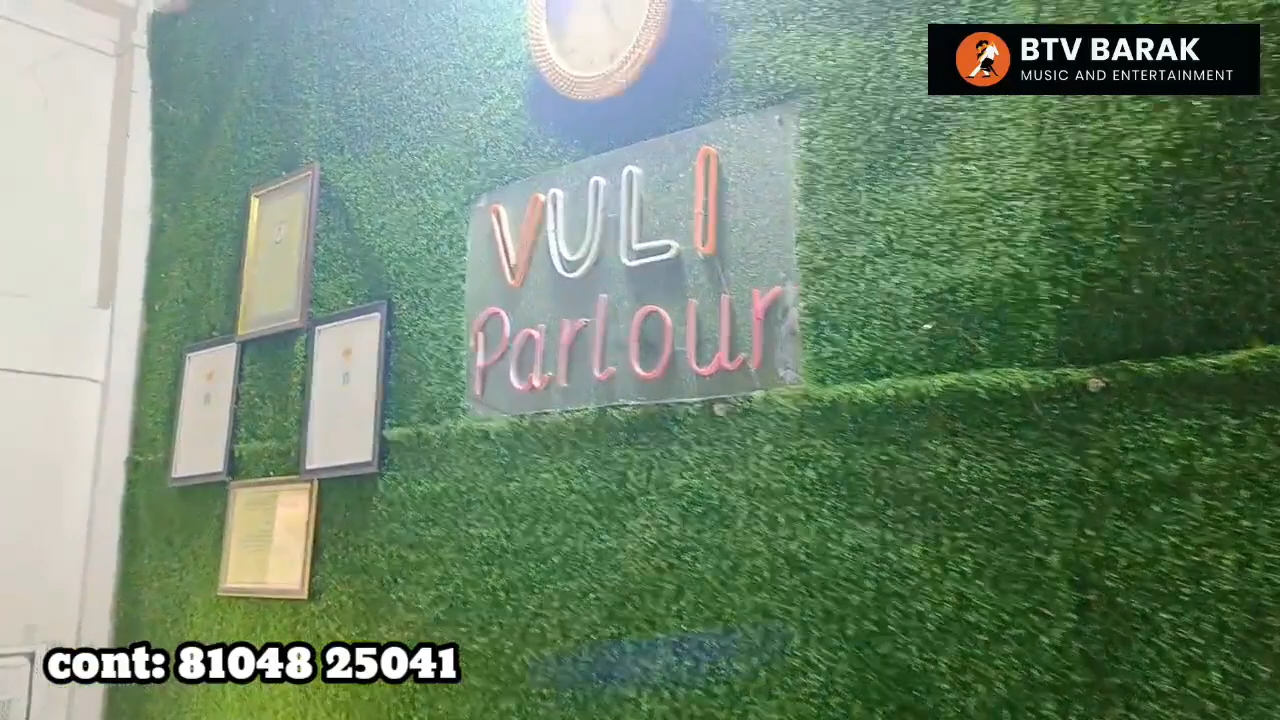 BTV BARAK
MUSIC AND ENTERTAINMENT
VULI
Parlour
cont: 81048 25041